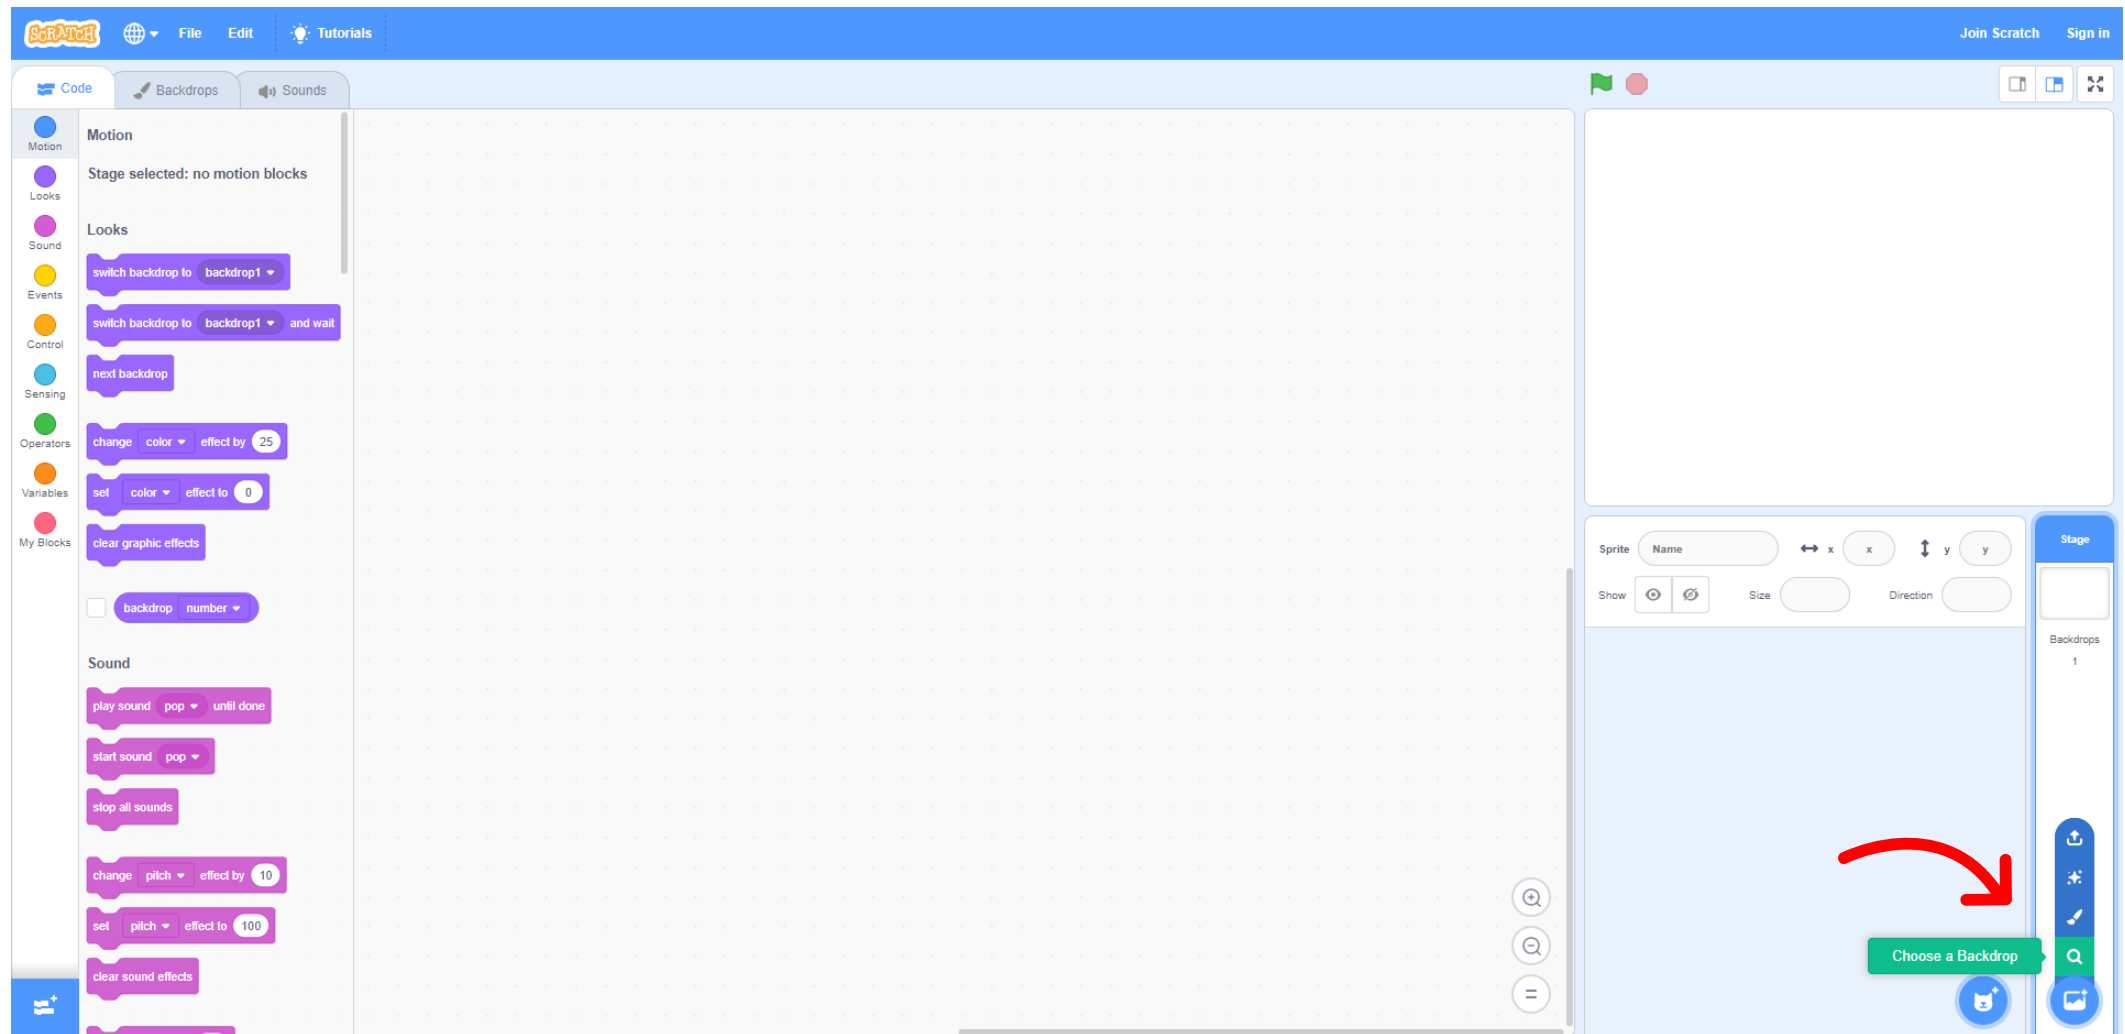 SCRATCH File Edit Tutorials Join Scratch Sign in
Code Backdrops Sounds
Motion
Looks
Sound
Events
Control
Sensing
Operators
Variables
My Blocks
Motion
Stage selected: no motion blocks
Looks
switch backdrop to backdrop1
switch backdrop to backdrop1 and wait
next backdrop
change color effect by 25
set color effect to 0
clear graphic effects
backdrop number
Sound
play sound pop until done
start sound pop
stop all sounds
change pitch effect by 10
set pitch effect to 100
clear sound effects
Sprite Name x x y y
Show Size Direction
Stage
Backdrops
1
Choose a Backdrop